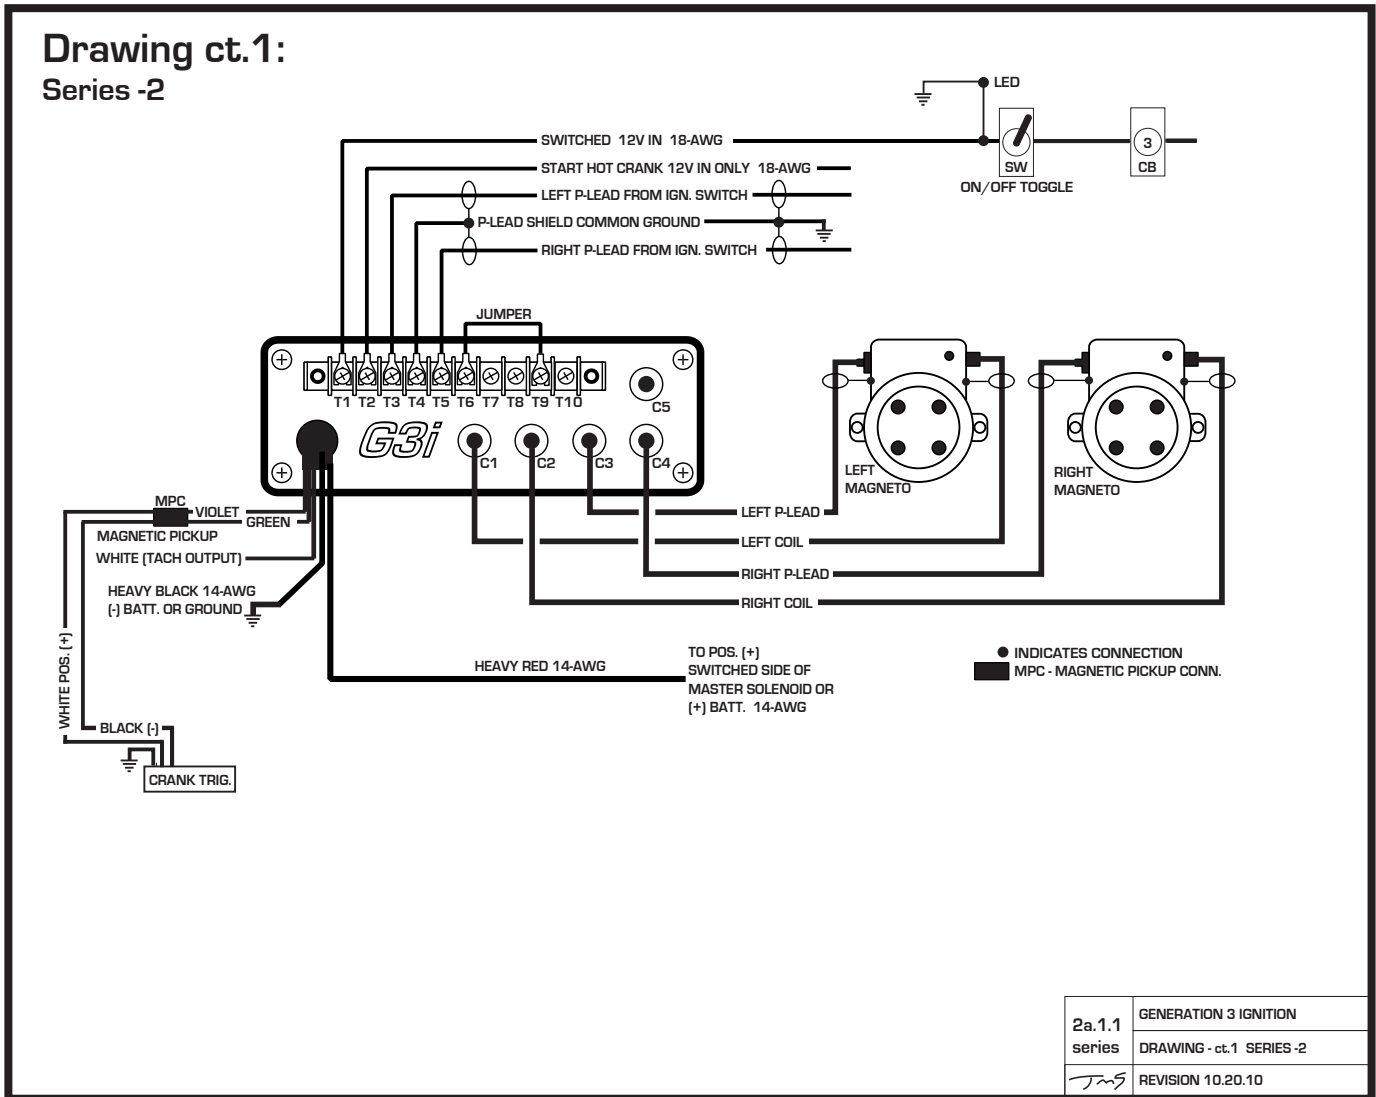 Drawing ct.1:
Series -2
LED
SWITCHED 12V IN 18-AWG
3
SW
CB
START HOT CRANK 12V IN ONLY 18-AWG
ON/OFF TOGGLE
LEFT P-LEAD FROM IGN. SWITCH
P-LEAD SHIELD COMMON GROUND
RIGHT P-LEAD FROM IGN. SWITCH
JUMPER
T1 T2 T3 T4 T5 T6 T7 T8 T9 T10
C5
G3i
C1
C2
C3
C4
LEFT
MAGNETO
RIGHT
MAGNETO
MPC
VIOLET
GREEN
MAGNETIC PICKUP
WHITE (TACH OUTPUT)
HEAVY BLACK 14-AWG
(-) BATT. OR GROUND
LEFT P-LEAD
LEFT COIL
RIGHT P-LEAD
RIGHT COIL
WHITE POS. (+)
HEAVY RED 14-AWG
TO POS. (+)
SWITCHED SIDE OF
MASTER SOLENOID OR
(+) BATT. 14-AWG
INDICATES CONNECTION
MPC - MAGNETIC PICKUP CONN.
BLACK (-)
CRANK TRIG.
2a.1.1
series
GENERATION 3 IGNITION
DRAWING - ct.1 SERIES -2
TMS
REVISION 10.20.10